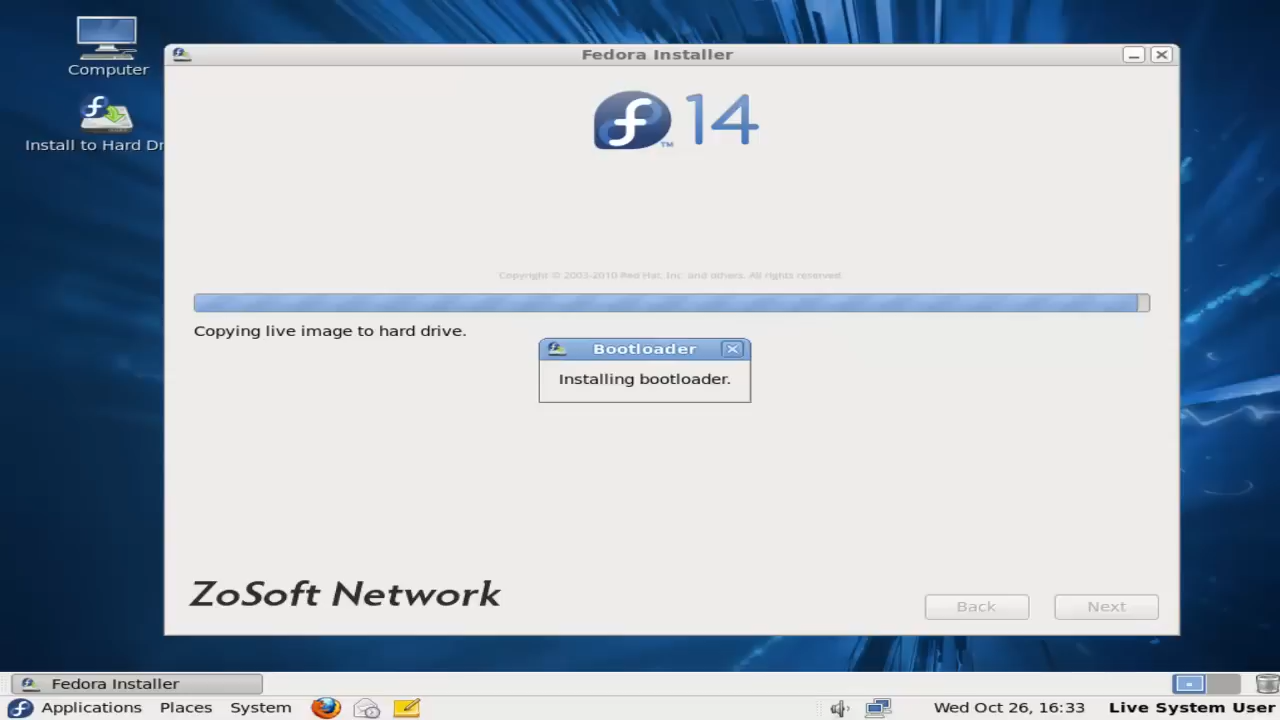 Computer
Install to Hard Dr
Fedora Installer
f™ 14
Copyright © 2003-2010 Red Hat, Inc. and others. All rights reserved.
Copying live image to hard drive.
Bootloader
Installing bootloader.
ZoSoft Network
Back Next
Fedora Installer
Applications Places System Wed Oct 26, 16:33 Live System User